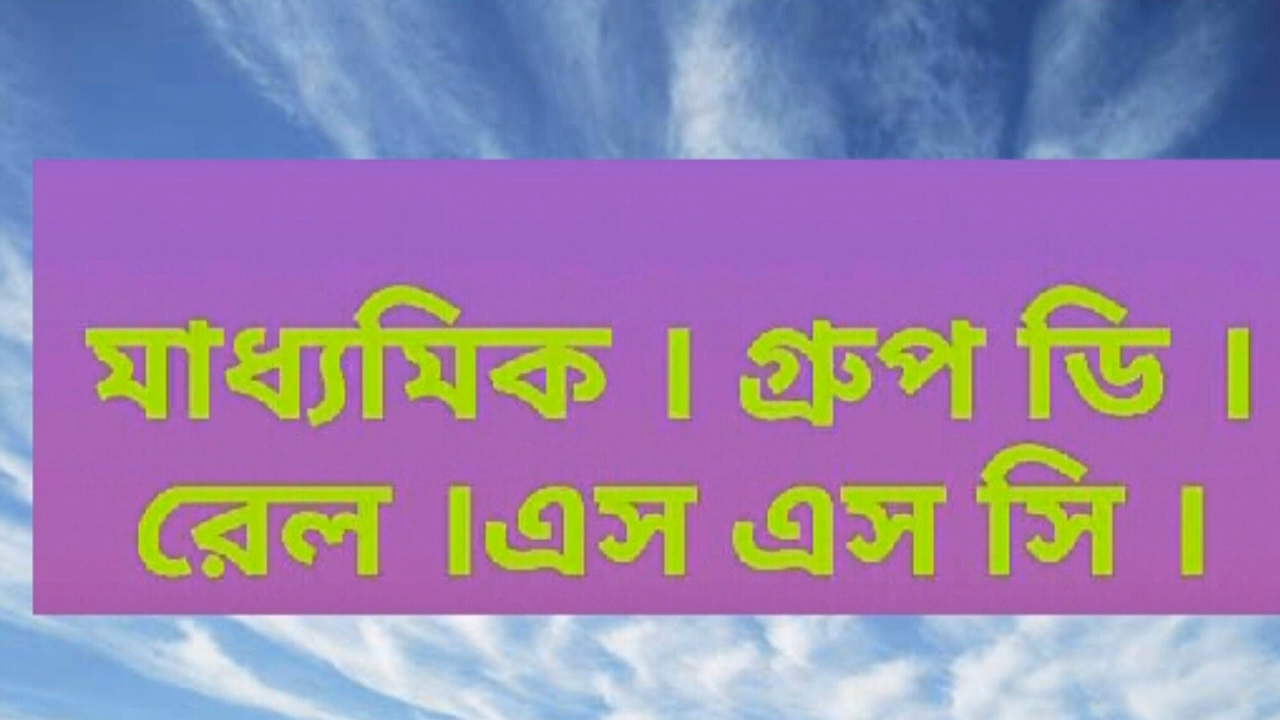 মাধ্যমিক । গ্রুপ ডি ।
রেল ।এস এস সি ।